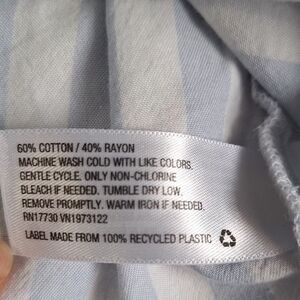 60% COTTON / 40% RAYON
MACHINE WASH COLD WITH LIKE COLORS.
GENTLE CYCLE. ONLY NON-CHLORINE
BLEACH IF NEEDED. TUMBLE DRY LOW.
REMOVE PROMPTLY. WARM IRON IF NEEDED.
RN17730 VN1973122
LABEL MADE FROM 100% RECYCLED PLASTIC